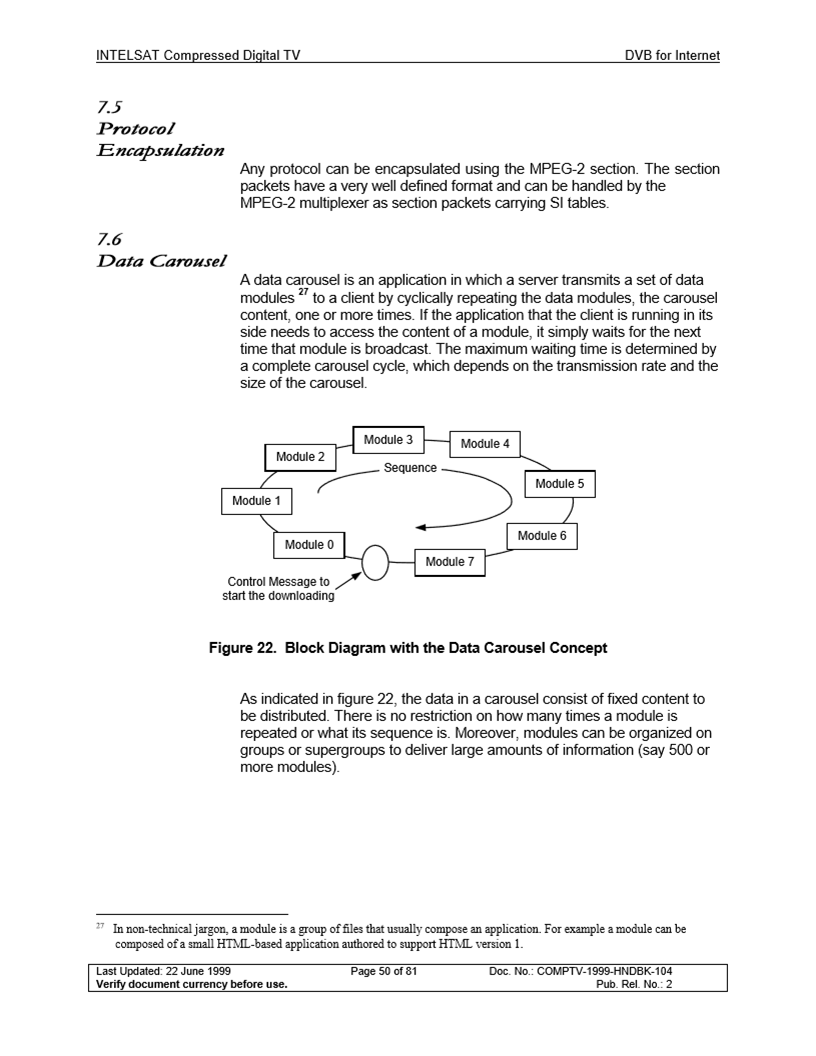 INTELSAT Compressed Digital TV DVB for Internet
7.5
Protocol
Encapsulation
Any protocol can be encapsulated using the MPEG-2 section. The section
packets have a very well defined format and can be handled by the
MPEG-2 multiplexer as section packets carrying SI tables.
7.6
Data Carousel
A data carousel is an application in which a server transmits a set of data
modules 27 to a client by cyclically repeating the data modules, the carousel
content, one or more times. If the application that the client is running in its
side needs to access the content of a module, it simply waits for the next
time that module is broadcast. The maximum waiting time is determined by
a complete carousel cycle, which depends on the transmission rate and the
size of the carousel.
Module 3
Module 4
Module 2
Sequence
Module 5
Module 1
Module 6
Module 0
Module 7
Control Message to
start the downloading
Figure 22. Block Diagram with the Data Carousel Concept
As indicated in figure 22, the data in a carousel consist of fixed content to
be distributed. There is no restriction on how many times a module is
repeated or what its sequence is. Moreover, modules can be organized on
groups or supergroups to deliver large amounts of information (say 500 or
more modules).
27 In non-technical jargon, a module is a group of files that usually compose an application. For example a module can be
composed of a small HTML-based application authored to support HTML version 1.
Last Updated: 22 June 1999 Page 50 of 81 Doc. No.: COMPTV-1999-HNDBK-104
Verify document currency before use. Pub. Rel. No.: 2